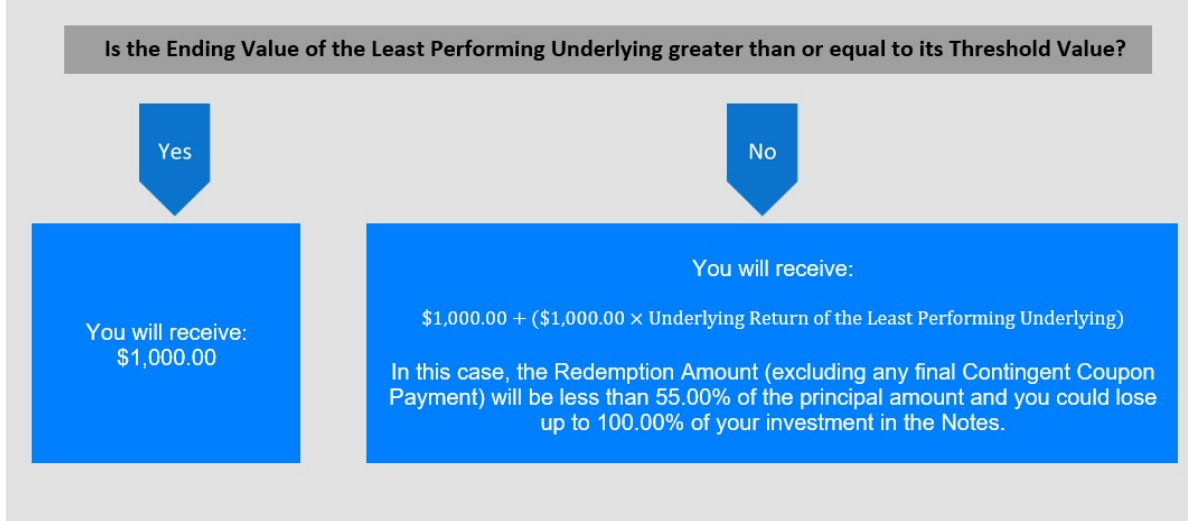 Is the Ending Value of the Least Performing Underlying greater than or equal to its Threshold Value?
Yes
No
You will receive:
$1,000.00
You will receive:
$1,000.00 + ($1,000.00 × Underlying Return of the Least Performing Underlying)
In this case, the Redemption Amount (excluding any final Contingent Coupon
Payment) will be less than 55.00% of the principal amount and you could lose
up to 100.00% of your investment in the Notes.